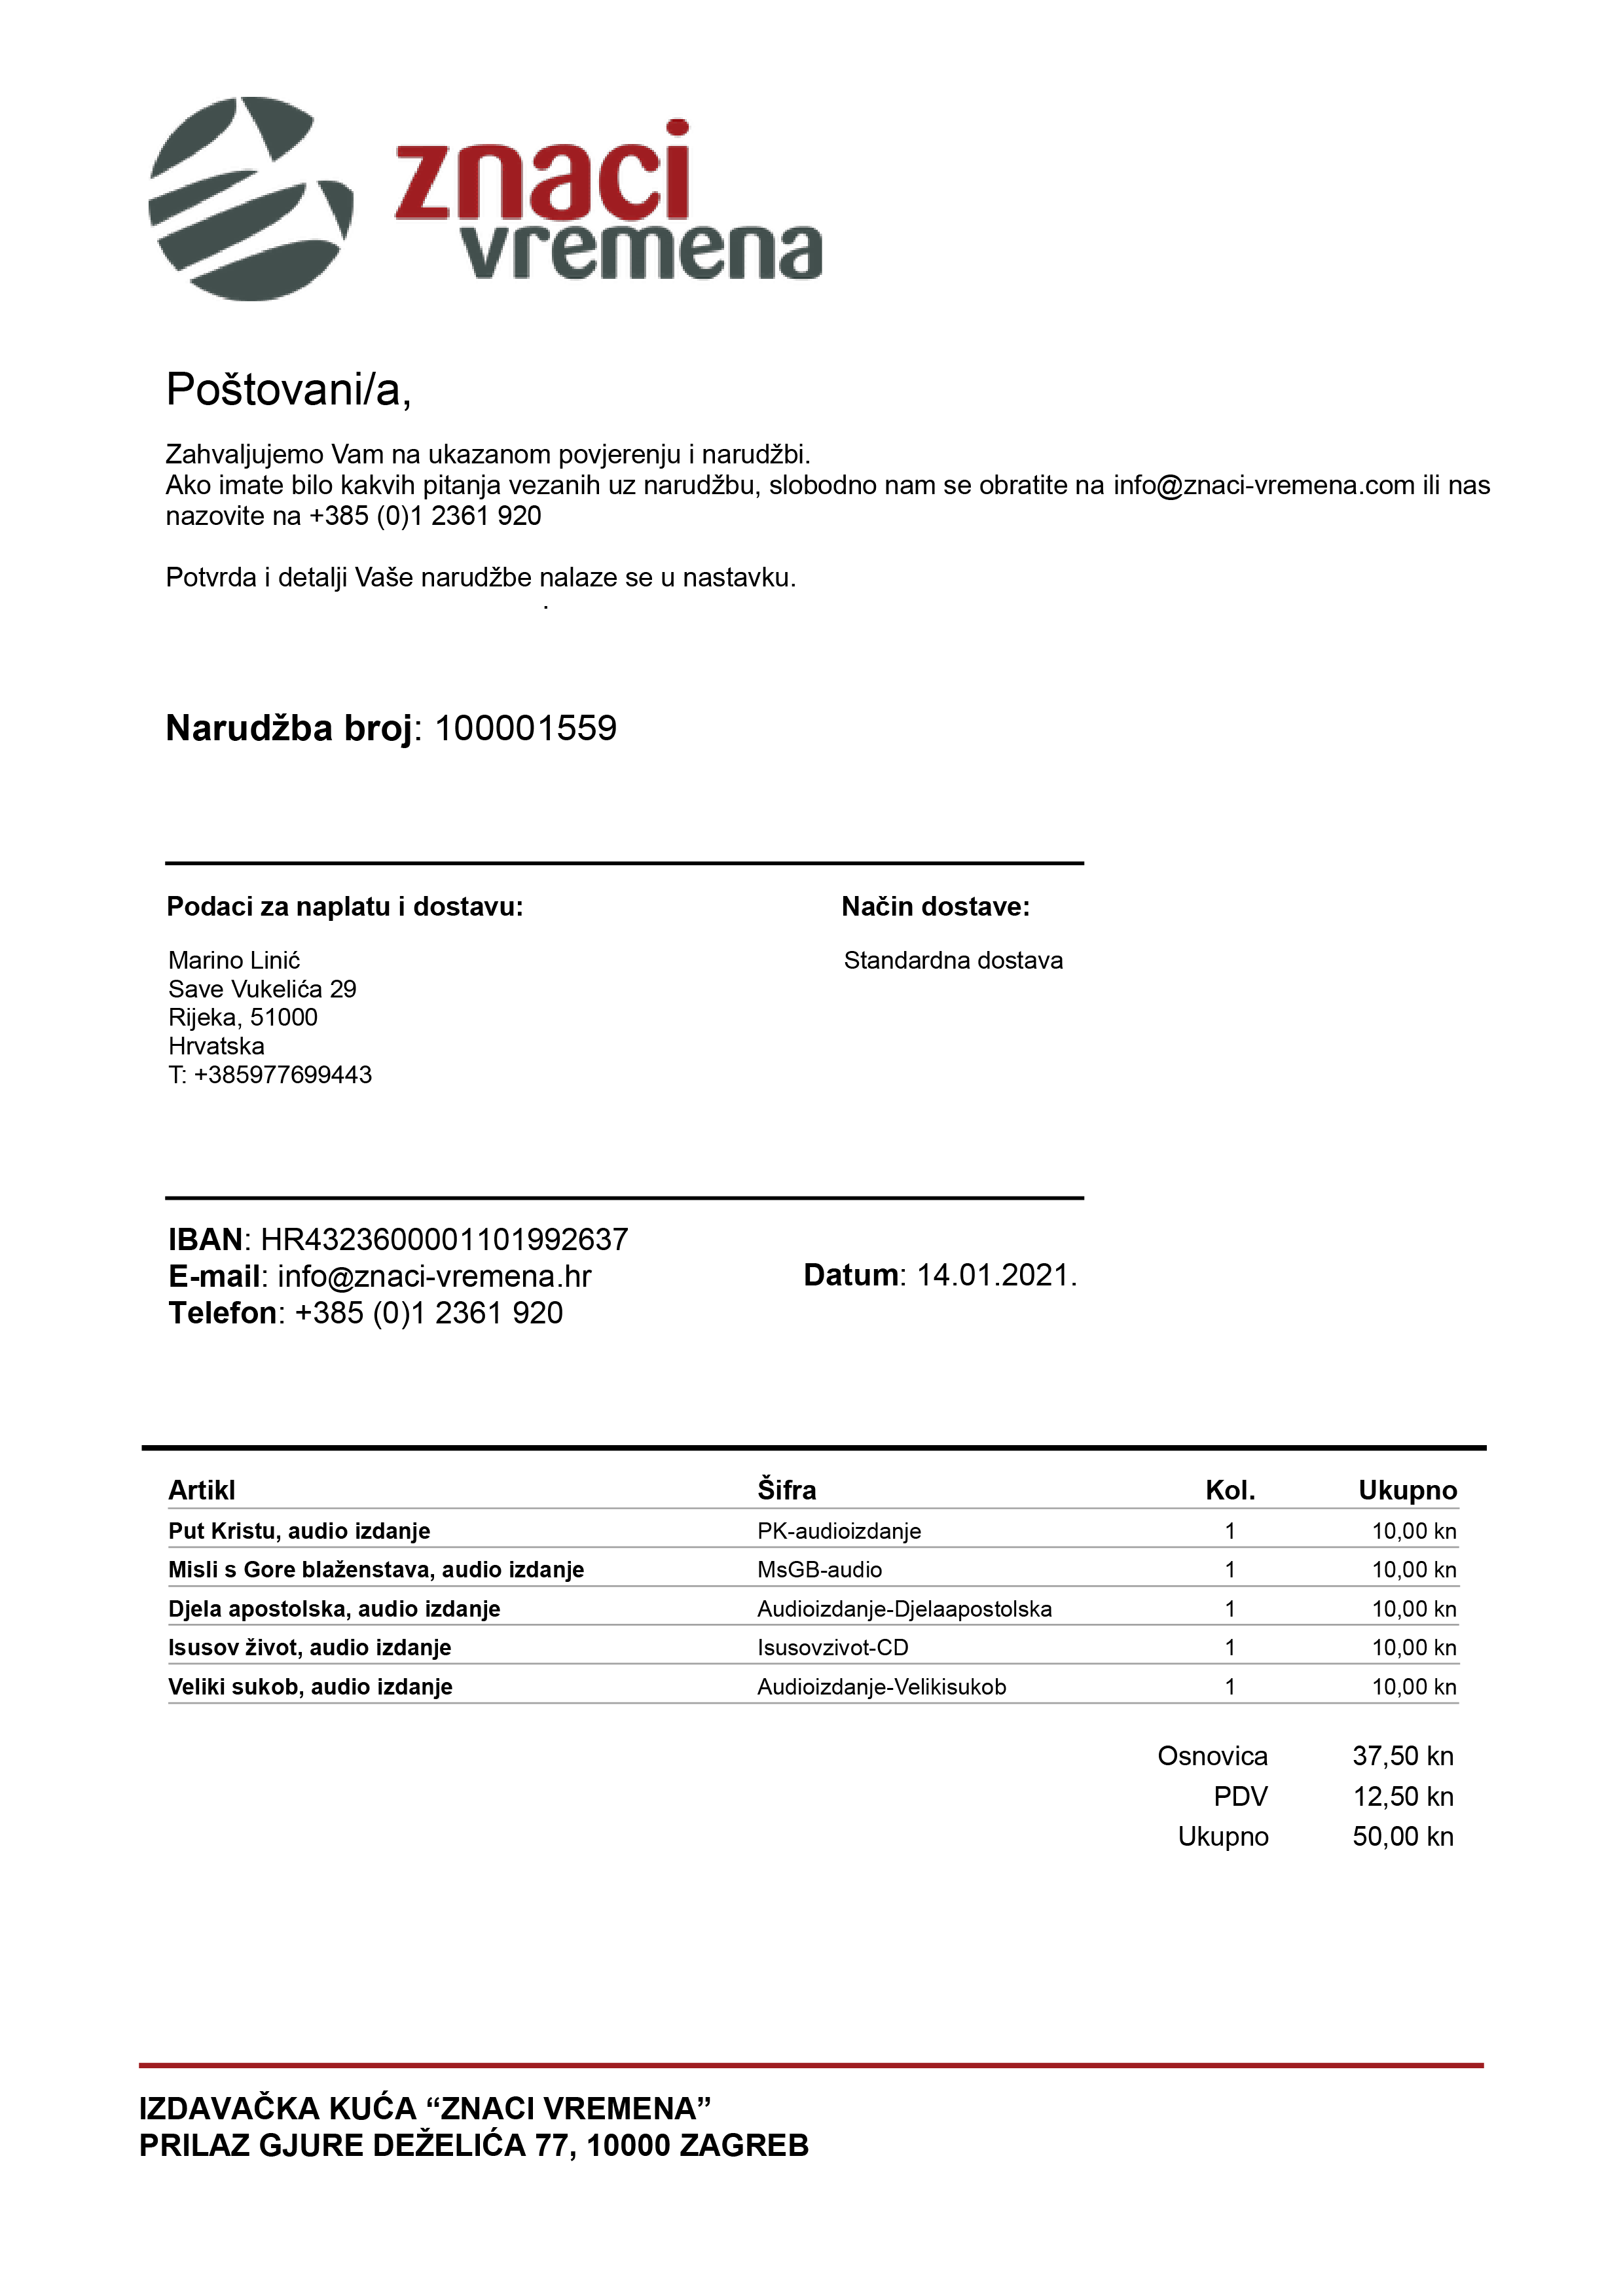 znaci
vremena
Poštovani/a,
Zahvaljujemo Vam na ukazanom povjerenju i narudžbi.
Ako imate bilo kakvih pitanja vezanih uz narudžbu, slobodno nam se obratite na info@znaci-vremena.com ili nas
nazovite na +385 (0)1 2361 920
Potvrda i detalji Vaše narudžbe nalaze se u nastavku.
.
Narudžba broj: 100001559
Podaci za naplatu i dostavu: Način dostave:
Marino Linić Standardna dostava
Save Vukelića 29
Rijeka, 51000
Hrvatska
T: +385977699443
IBAN: HR4323600001101992637
E-mail: info@znaci-vremena.hr Datum: 14.01.2021.
Telefon: +385 (0)1 2361 920
Artikl Šifra Kol. Ukupno
Put Kristu, audio izdanje PK-audioizdanje 1 10,00 kn
Misli s Gore blaženstava, audio izdanje MsGB-audio 1 10,00 kn
Djela apostolska, audio izdanje Audioizdanje-Djelaapostolska 1 10,00 kn
Isusov život, audio izdanje Isusovzivot-CD 1 10,00 kn
Veliki sukob, audio izdanje Audioizdanje-Velikisukob 1 10,00 kn
Osnovica 37,50 kn
PDV 12,50 kn
Ukupno 50,00 kn
IZDAVAČKA KUĆA “ZNACI VREMENA”
PRILAZ GJURE DEŽELIĆA 77, 10000 ZAGREB